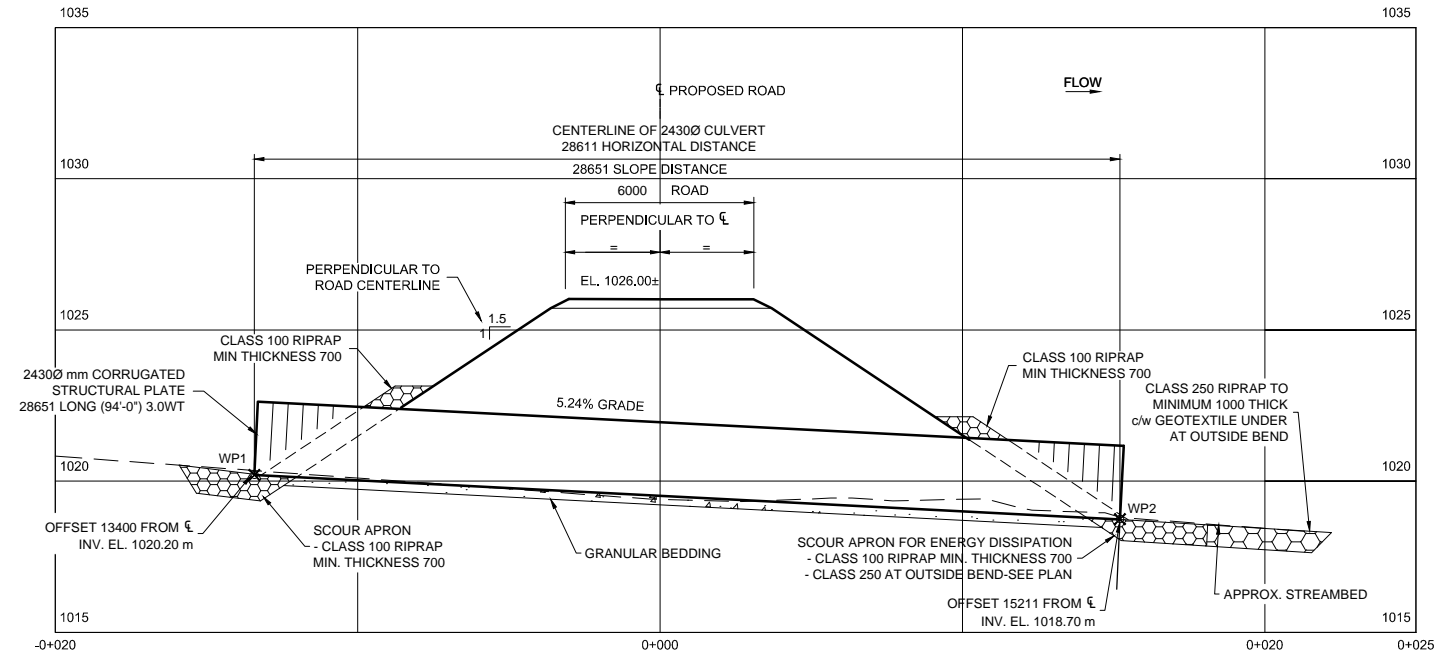 1035
1035
℄ PROPOSED ROAD
FLOW
CENTERLINE OF 2430Ø CULVERT
28611 HORIZONTAL DISTANCE
1030
1030
28651 SLOPE DISTANCE
6000 ROAD
PERPENDICULAR TO ℄
= =
PERPENDICULAR TO
ROAD CENTERLINE
EL. 1026.00±
1025
1025
1.5
1
CLASS 100 RIPRAP
MIN THICKNESS 700
CLASS 100 RIPRAP
MIN THICKNESS 700
2430Ø mm CORRUGATED
STRUCTURAL PLATE
28651 LONG (94'-0") 3.0WT
CLASS 250 RIPRAP TO
MINIMUM 1000 THICK
c/w GEOTEXTILE UNDER
AT OUTSIDE BEND
5.24% GRADE
1020
1020
WP1
WP2
OFFSET 13400 FROM ℄
INV. EL. 1020.20 m
SCOUR APRON
- CLASS 100 RIPRAP
MIN. THICKNESS 700
GRANULAR BEDDING
SCOUR APRON FOR ENERGY DISSIPATION
- CLASS 100 RIPRAP MIN. THICKNESS 700
- CLASS 250 AT OUTSIDE BEND-SEE PLAN
OFFSET 15211 FROM ℄
INV. EL. 1018.70 m
APPROX. STREAMBED
1015
1015
-0+020
0+000
0+020
0+025